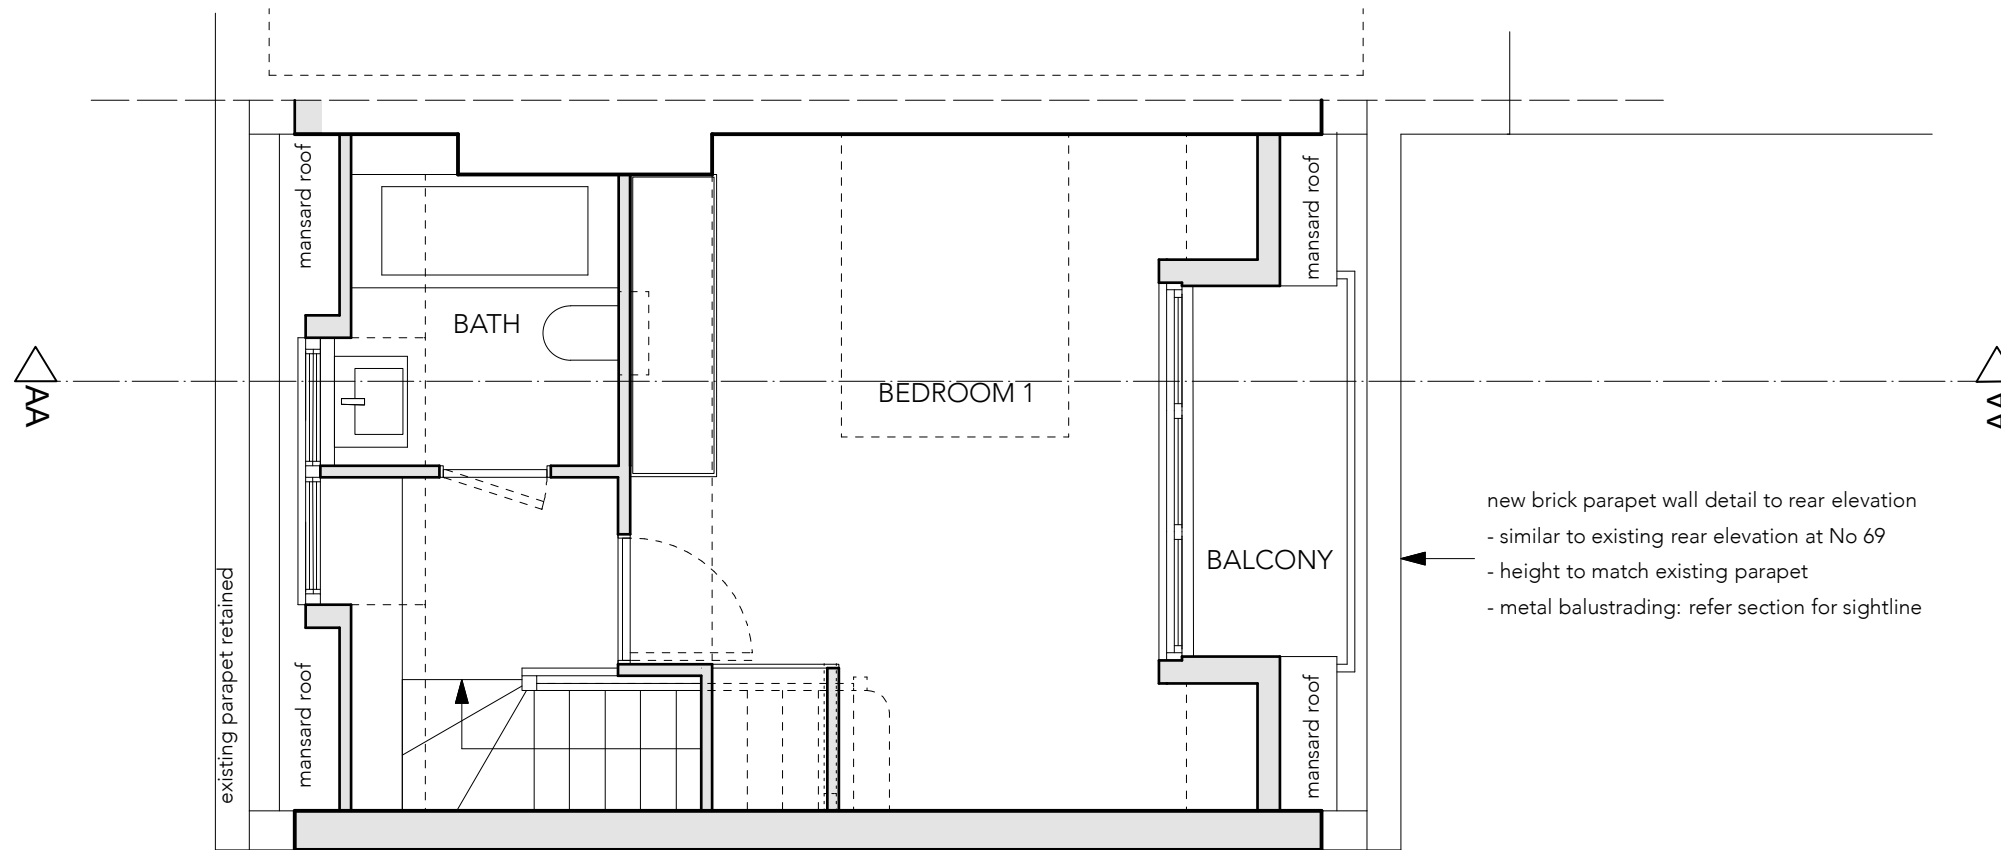 mansard roof
mansard roof
BATH
AA
BEDROOM 1
AA
new brick parapet wall detail to rear elevation
- similar to existing rear elevation at No 69
- height to match existing parapet
- metal balustrading: refer section for sightline
BALCONY
existing parapet retained
mansard roof
mansard roof